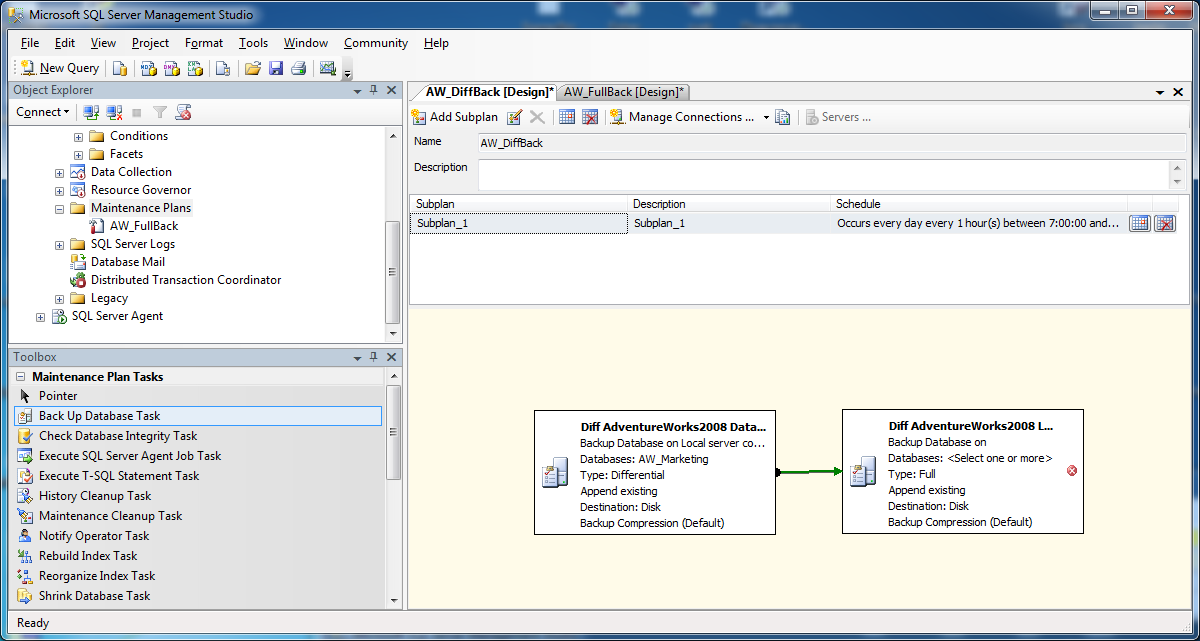 Microsoft SQL Server Management Studio
File Edit View Project Format Tools Window Community Help
New Query
Object Explorer
Connect
Conditions
Facets
Data Collection
Resource Governor
Maintenance Plans
AW_FullBack
SQL Server Logs
Database Mail
Distributed Transaction Coordinator
Legacy
SQL Server Agent
Toolbox
Maintenance Plan Tasks
Pointer
Back Up Database Task
Check Database Integrity Task
Execute SQL Server Agent Job Task
Execute T-SQL Statement Task
History Cleanup Task
Maintenance Cleanup Task
Notify Operator Task
Rebuild Index Task
Reorganize Index Task
Shrink Database Task
AW_DiffBack [Design]* AW_FullBack [Design]*
Add Subplan Manage Connections ... Servers ...
Name AW_DiffBack
Description
Subplan Description Schedule
Subplan_1 Subplan_1 Occurs every day every 1 hour(s) between 7:00:00 and...
Diff AdventureWorks2008 Data...
Backup Database on Local server co...
Databases: AW_Marketing
Type: Differential
Append existing
Destination: Disk
Backup Compression (Default)
Diff AdventureWorks2008 L...
Backup Database on
Databases: <Select one or more>
Type: Full
Append existing
Destination: Disk
Backup Compression (Default)
Ready